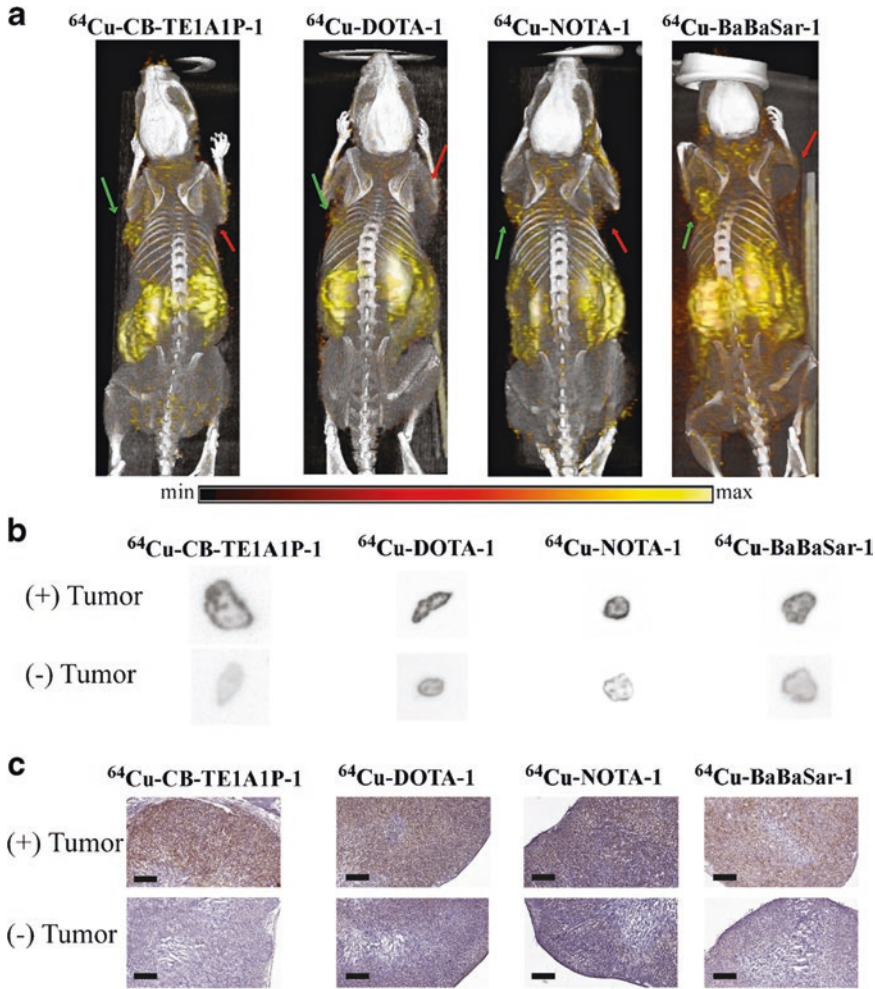 a
⁶⁴Cu-CB-TE1A1P-1 ⁶⁴Cu-DOTA-1 ⁶⁴Cu-NOTA-1 ⁶⁴Cu-BaBaSar-1
min max
b
⁶⁴Cu-CB-TE1A1P-1 ⁶⁴Cu-DOTA-1 ⁶⁴Cu-NOTA-1 ⁶⁴Cu-BaBaSar-1
(+) Tumor
(-) Tumor
c
⁶⁴Cu-CB-TE1A1P-1 ⁶⁴Cu-DOTA-1 ⁶⁴Cu-NOTA-1 ⁶⁴Cu-BaBaSar-1
(+) Tumor
(-) Tumor